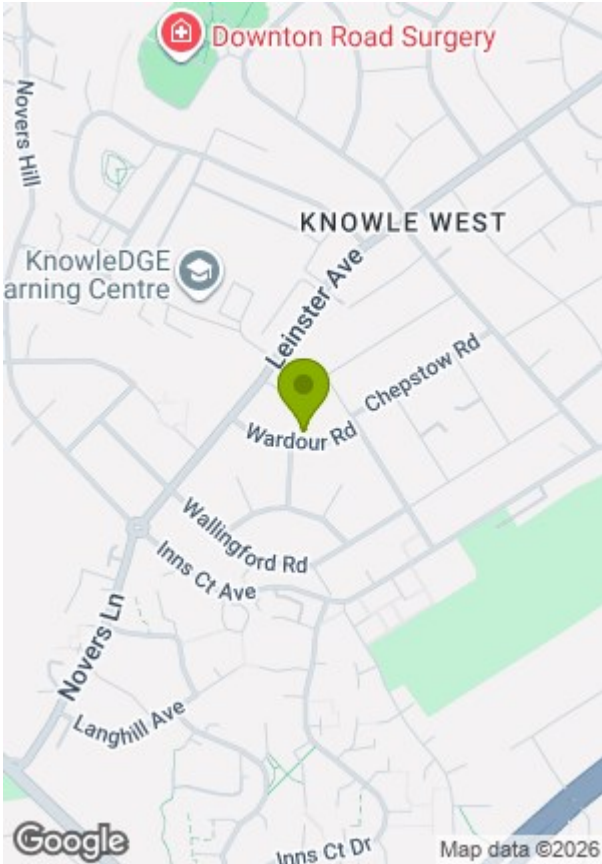 Downton Road Surgery
Novers Hill
KNOWLE WEST
KnowleDGE
arning Centre
Leinster Ave
Chepstow Rd
Wardour Rd
Wallingford Rd
Inns Ct Ave
Novers Ln
Langhill Ave
Inns Ct Dr
Google
Map data ©2026